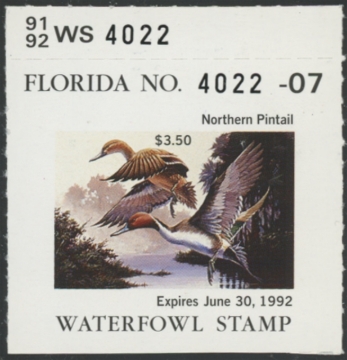 91
92 WS 4022
FLORIDA NO. 4022 -07
Northern Pintail
$3.50
Expires June 30, 1992
WATERFOWL STAMP